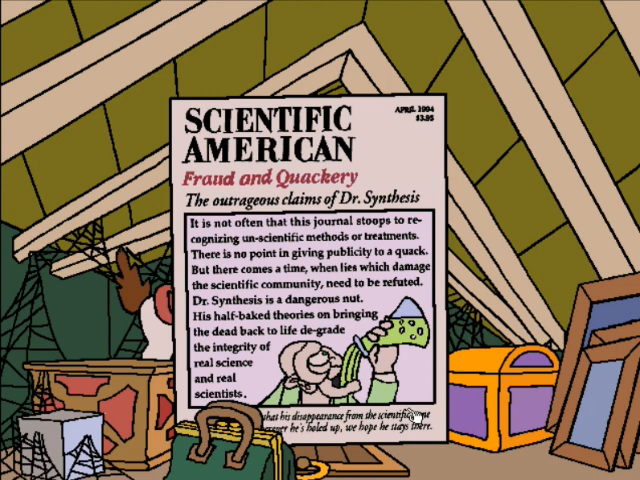 SCIENTIFIC
AMERICAN
APRIL 1994
$3.95
Fraud and Quackery
The outrageous claims of Dr. Synthesis
It is not often that this journal stoops to re-
cognizing un-scientific methods or treatments.
There is no point in giving publicity to a quack.
But there comes a time, when lies which damage
the scientific community, need to be refuted.
Dr. Synthesis is a dangerous nut.
His half-baked theories on bringing
the dead back to life de-grade
the integrity of
real science
and real
scientists.
that his disappearance from the scientific
he's holed up, we hope he stays there.